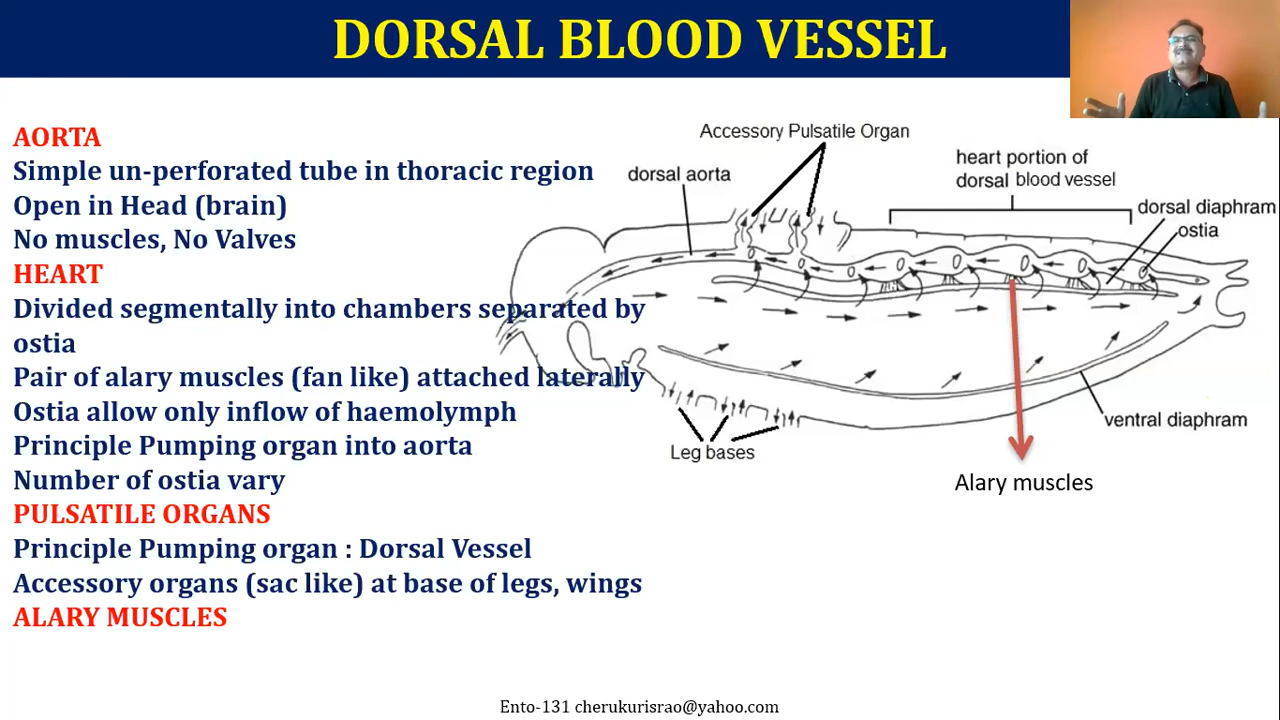 DORSAL BLOOD VESSEL
AORTA
Simple un-perforated tube in thoracic region
Open in Head (brain)
No muscles, No Valves
HEART
Divided segmentally into chambers separated by
ostia
Pair of alary muscles (fan like) attached laterally
Ostia allow only inflow of haemolymph
Principle Pumping organ into aorta
Number of ostia vary
PULSATILE ORGANS
Principle Pumping organ : Dorsal Vessel
Accessory organs (sac like) at base of legs, wings
ALARY MUSCLES
Accessory Pulsatile Organ
dorsal aorta
heart portion of
dorsal blood vessel
dorsal diaphram
ostia
ventral diaphram
Leg bases
Alary muscles
Ento-131 cherukurisrao@yahoo.com